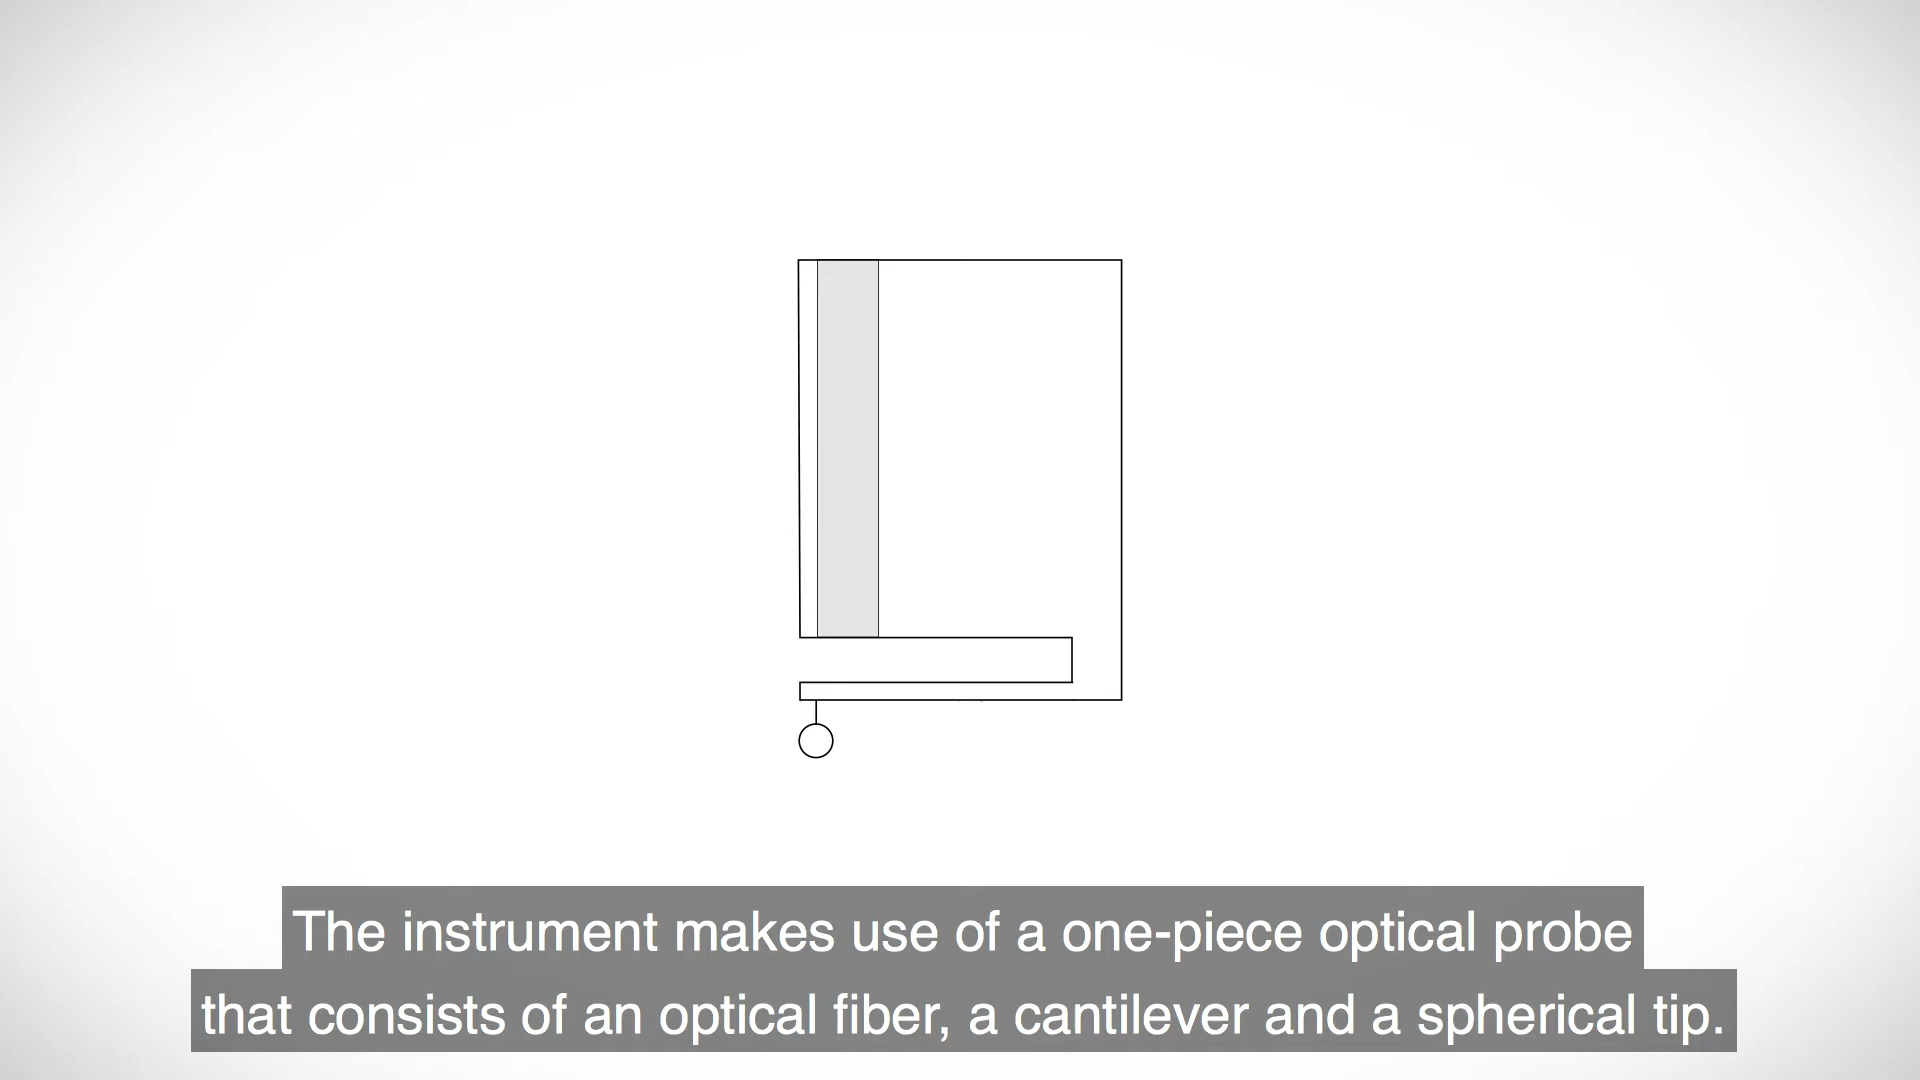 The instrument makes use of a one-piece optical probe
that consists of an optical fiber, a cantilever and a spherical tip.